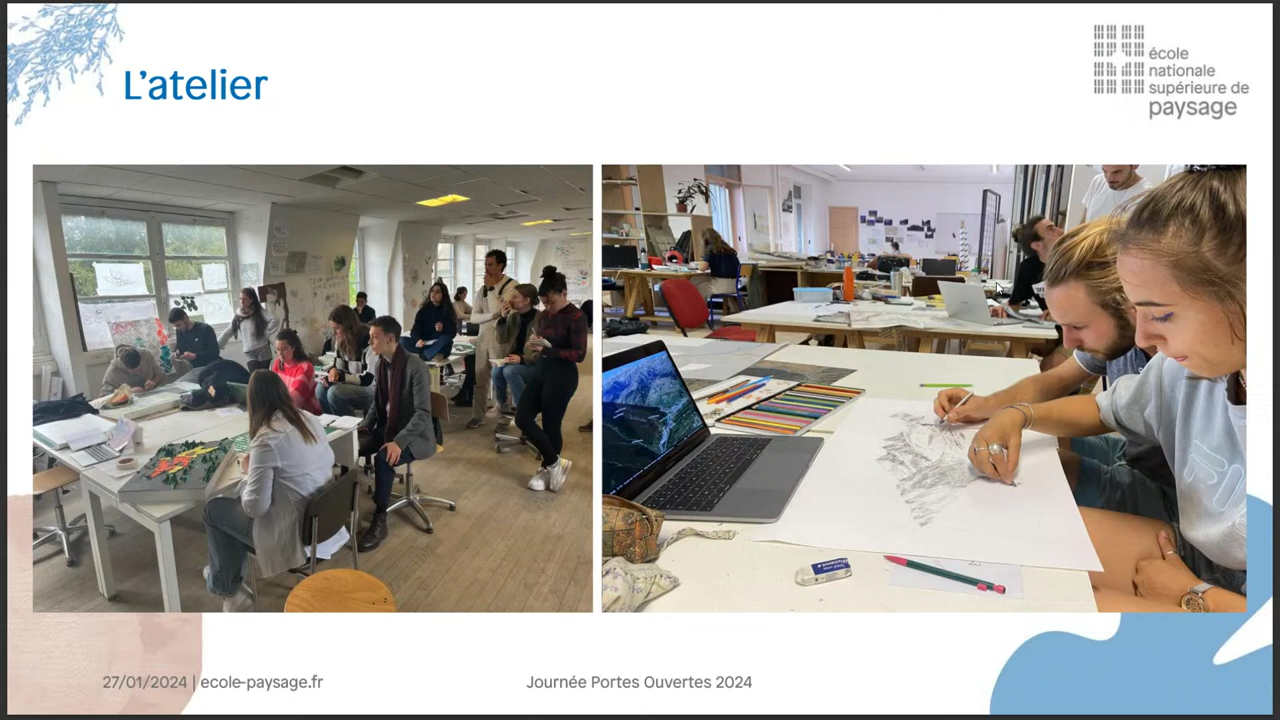 L'atelier
école
nationale
supérieure de
paysage
27/01/2024 | ecole-paysage.fr
Journée Portes Ouvertes 2024